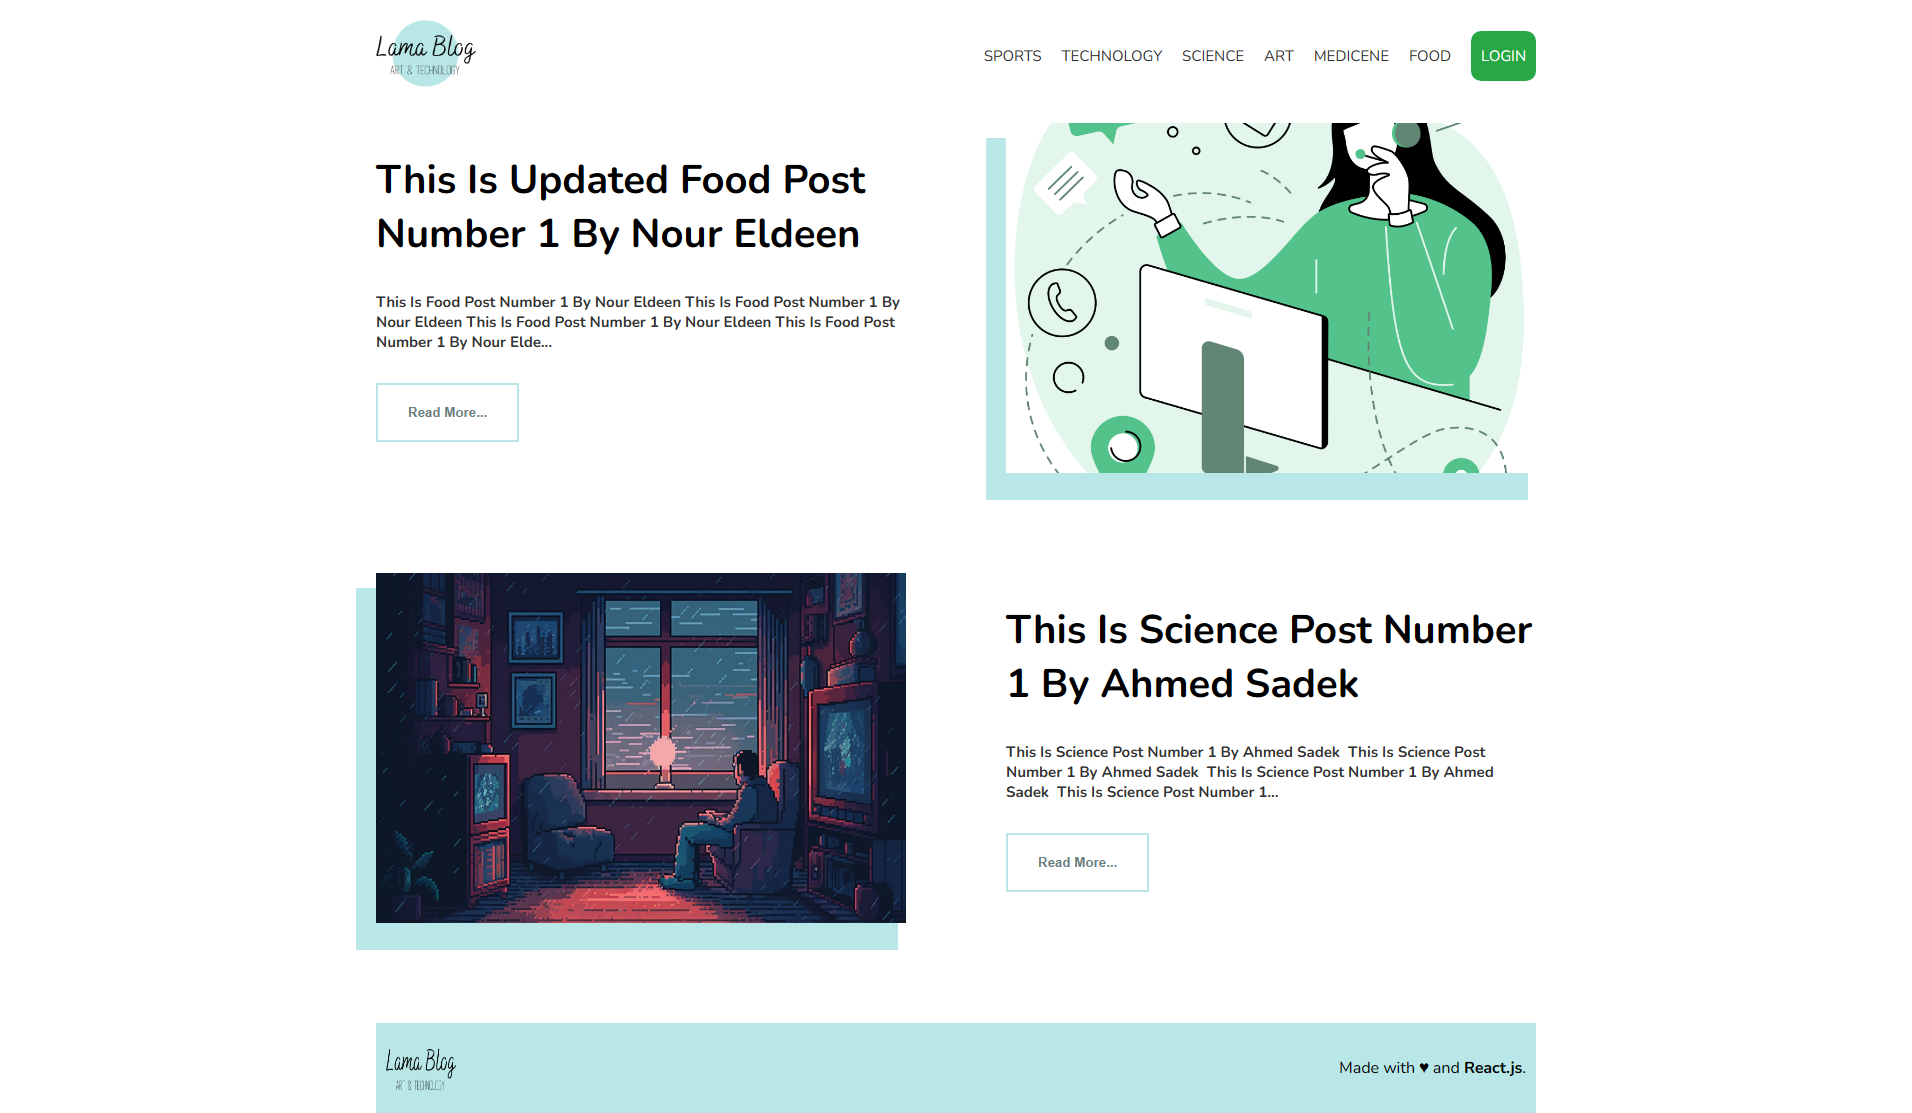 Lama Blog
ART & TECHNOLOGY
SPORTS TECHNOLOGY SCIENCE ART MEDICENE FOOD LOGIN
This Is Updated Food Post
Number 1 By Nour Eldeen
This Is Food Post Number 1 By Nour Eldeen This Is Food Post Number 1 By
Nour Eldeen This Is Food Post Number 1 By Nour Eldeen This Is Food Post
Number 1 By Nour Elde...
Read More...
This Is Science Post Number
1 By Ahmed Sadek
This Is Science Post Number 1 By Ahmed Sadek  This Is Science Post
Number 1 By Ahmed Sadek  This Is Science Post Number 1 By Ahmed
Sadek  This Is Science Post Number 1...
Read More...
Lama Blog
ART & TECHNOLOGY
Made with ♥ and React.js.